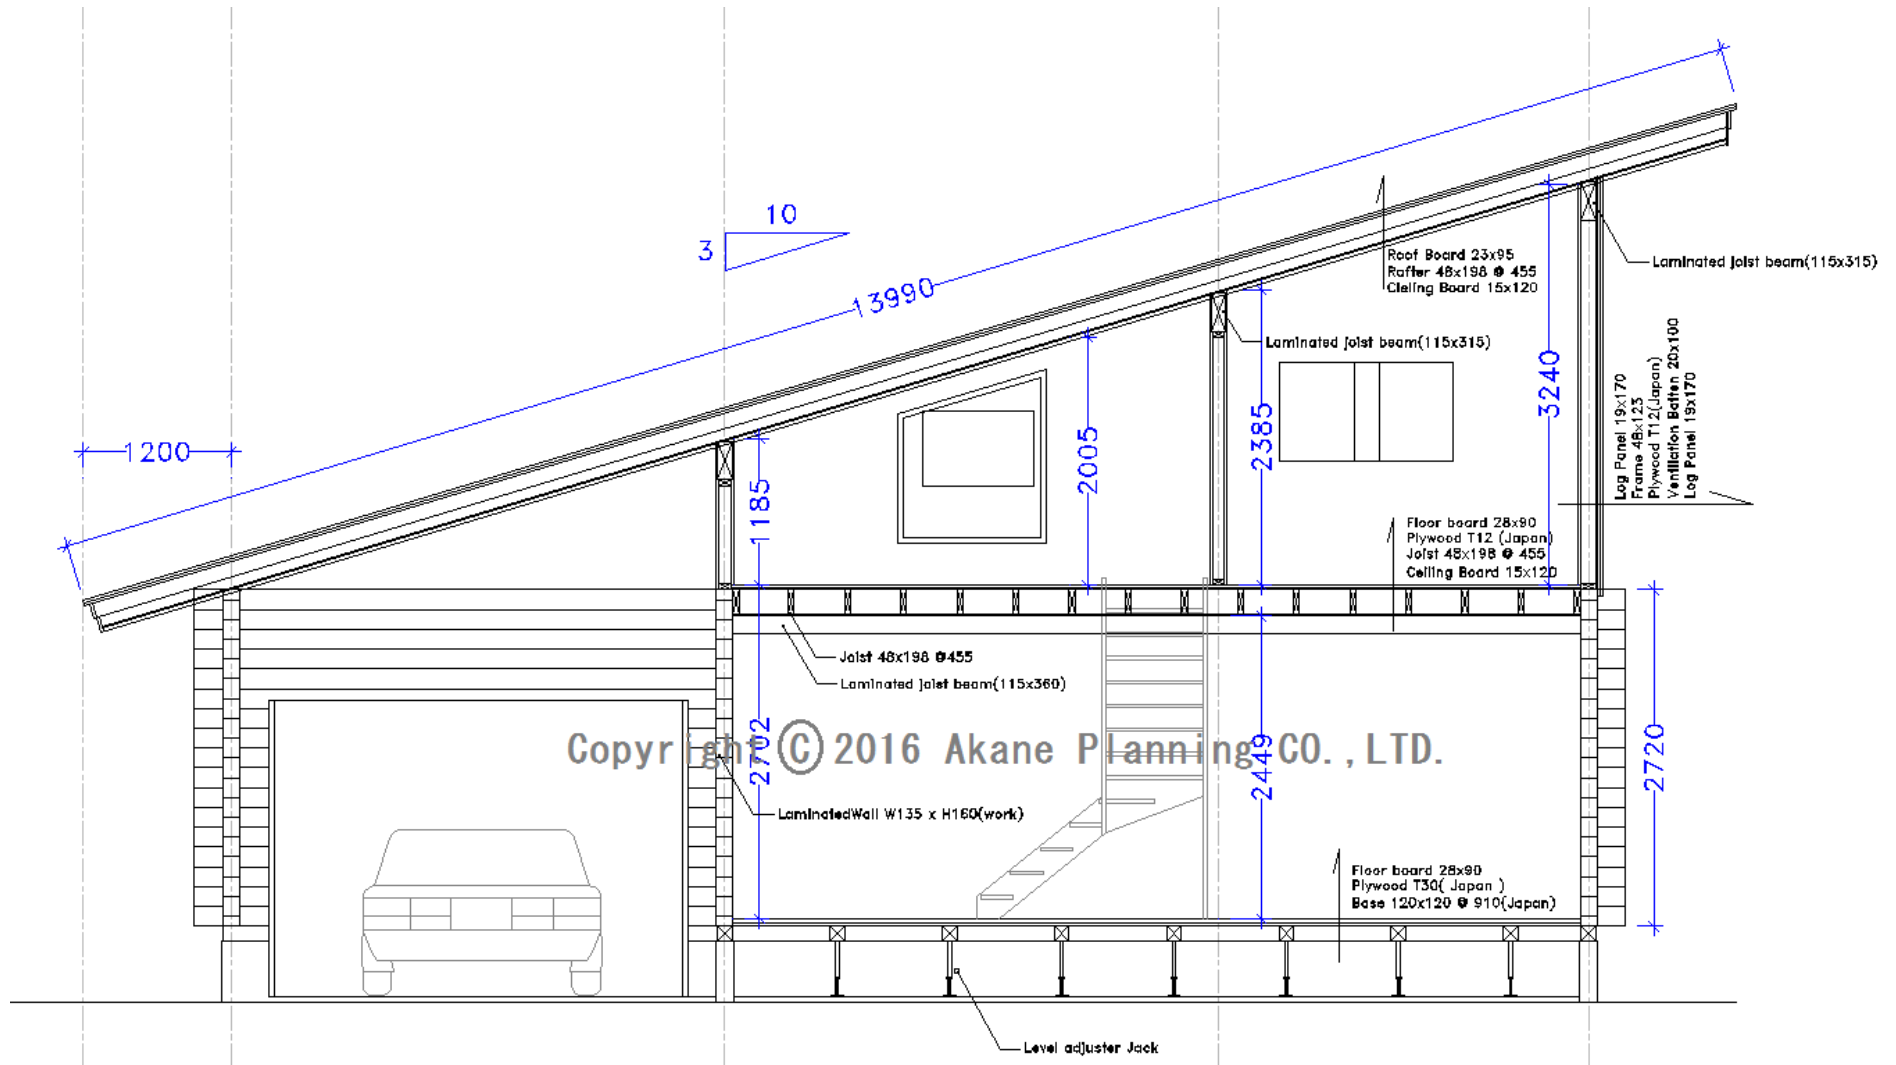 10
3
13990
Roof Board 23x95
Rafter 48x198 @ 455
Cieling Board 15x120
Laminated joist beam(115x315)
Laminated joist beam(115x315)
Log Panel 19x170
Frame 48x123
Plywood T12(Japan)
Ventilation Batten 20x100
Log Panel 19x170
1200
1185
2005
2385
3240
Floor board 28x90
Plywood T12 (Japan)
Joist 48x198 @ 455
Ceiling Board 15x120
Joist 48x198 @455
Laminated joist beam(115x360)
Copyright © 2016 Akane Planning CO.,LTD.
2702
2449
2720
LaminatedWall W135 x H160(work)
Floor board 28x90
Plywood T30( Japan )
Base 120x120 @ 910(Japan)
Level adjuster Jack